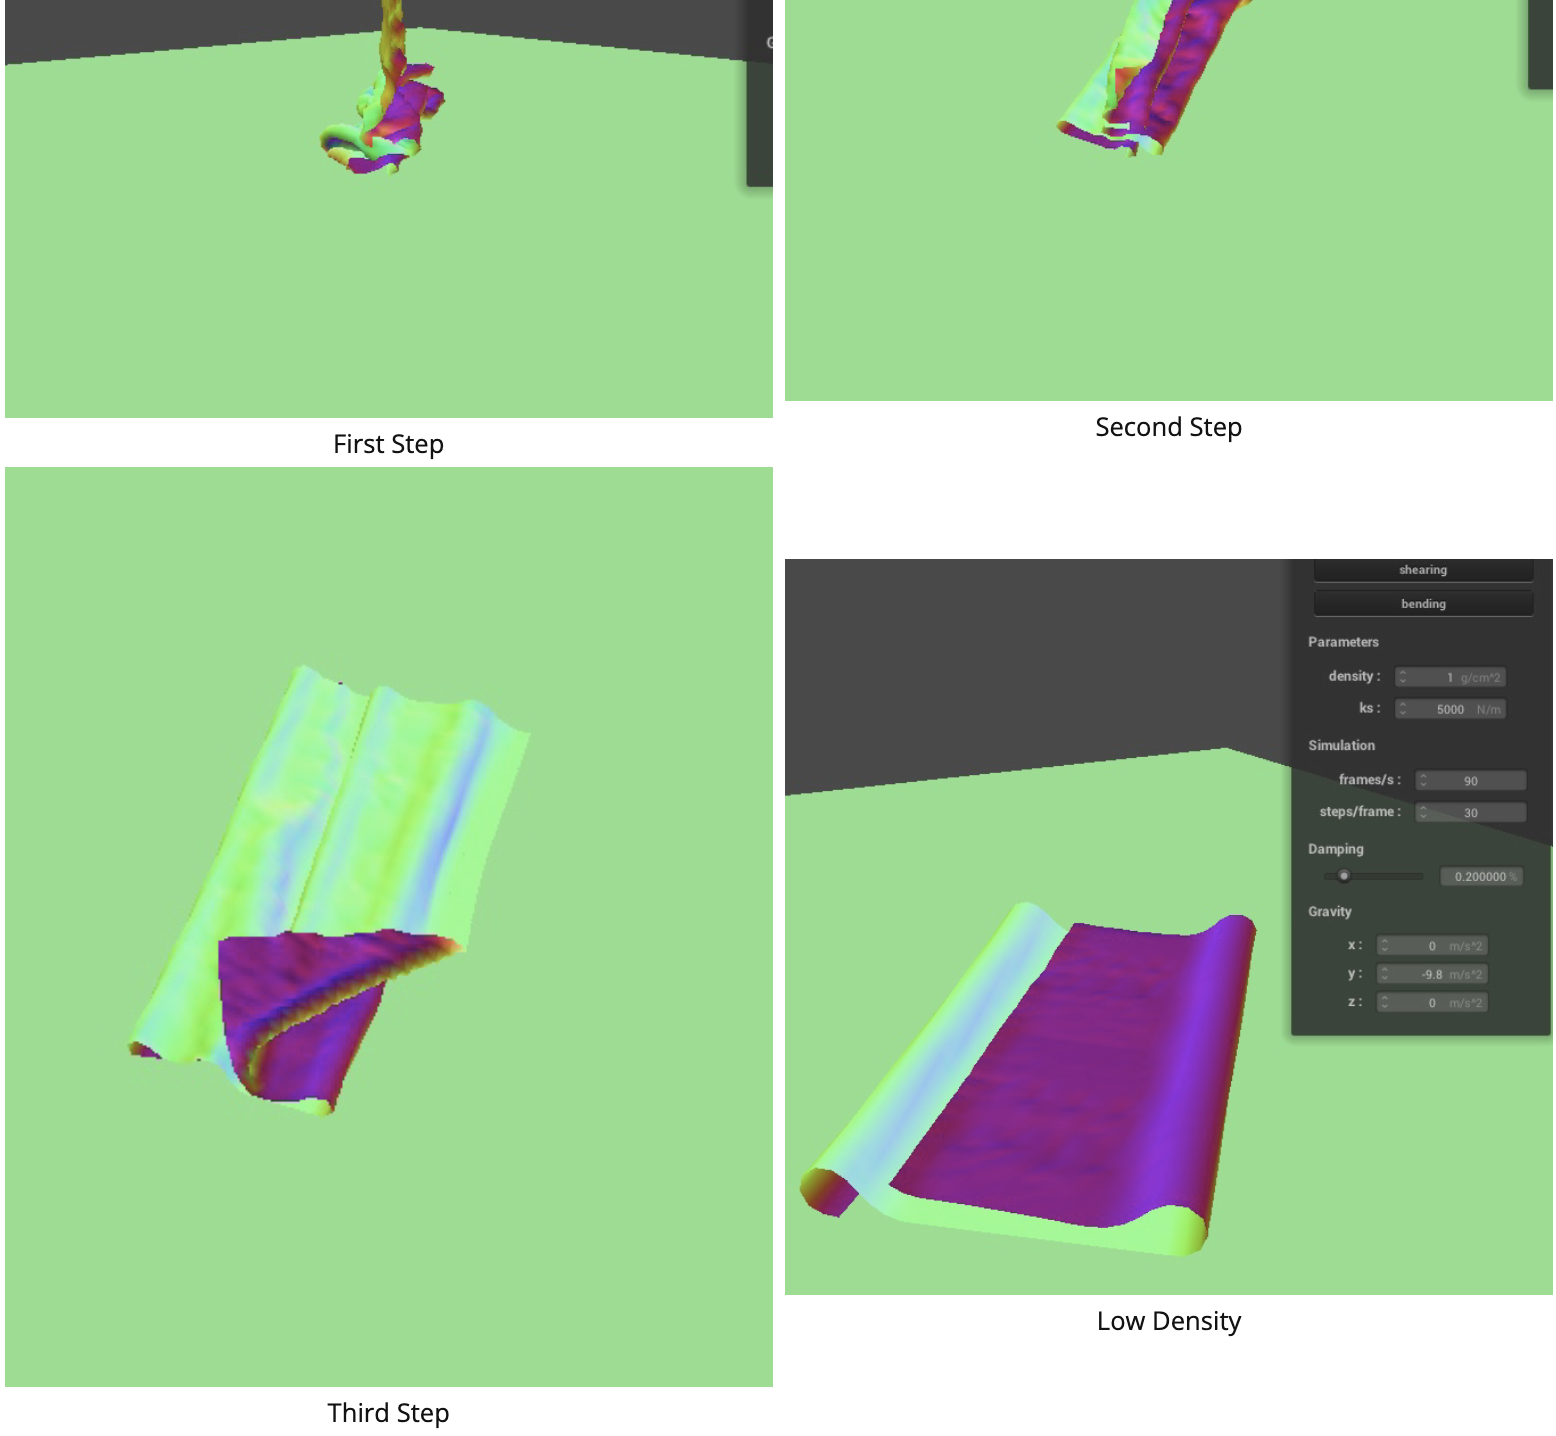 G
First Step
Second Step
shearing
bending
Parameters
density : 1 g/cm^2
ks : 5000 N/m
Simulation
frames/s : 90
steps/frame : 30
Damping
0.200000 %
Gravity
x : 0 m/s^2
y : -9.8 m/s^2
z : 0 m/s^2
Third Step
Low Density